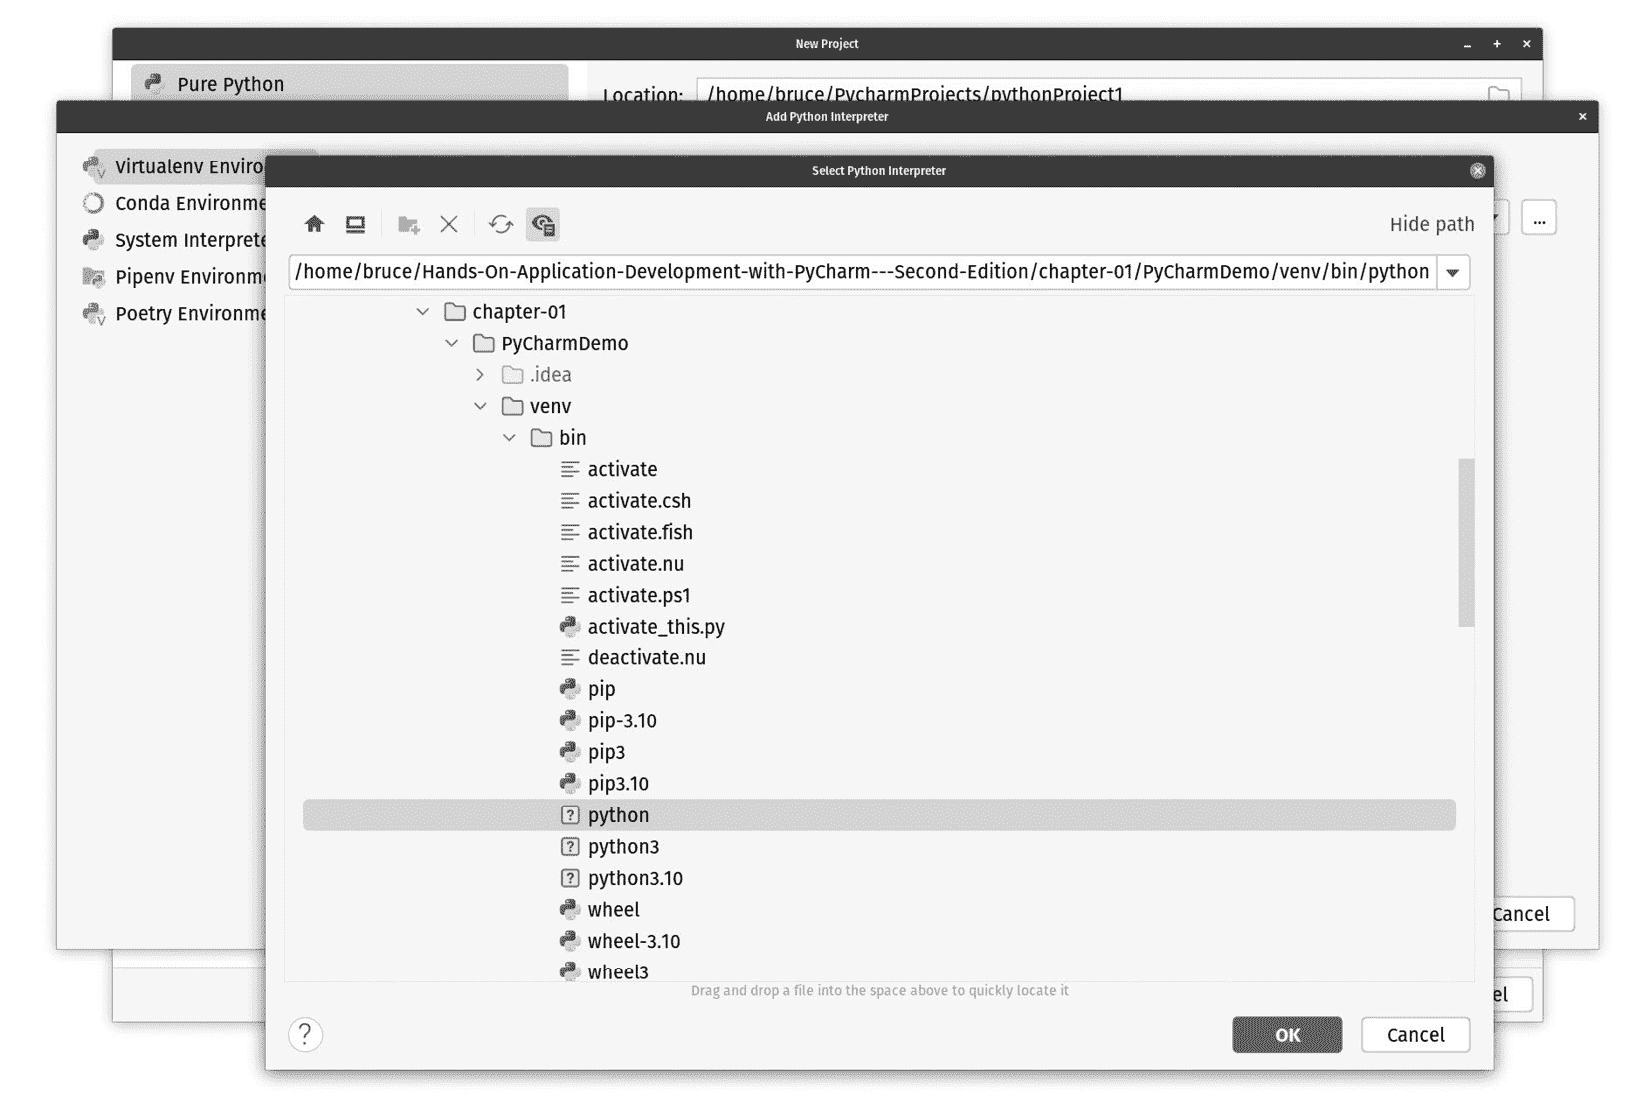 New Project
Pure Python
Location: /home/bruce/PycharmProjects/pythonProject1
Add Python Interpreter
Virtualenv Enviro
Conda Environme
System Interprete
Pipenv Environme
Poetry Environme
...
Select Python Interpreter
Hide path
/home/bruce/Hands-On-Application-Development-with-PyCharm---Second-Edition/chapter-01/PyCharmDemo/venv/bin/python
chapter-01
PyCharmDemo
.idea
venv
bin
activate
activate.csh
activate.fish
activate.nu
activate.ps1
activate_this.py
deactivate.nu
pip
pip-3.10
pip3
pip3.10
python
python3
python3.10
wheel
wheel-3.10
wheel3
Drag and drop a file into the space above to quickly locate it
?
OK
Cancel
Cancel
el